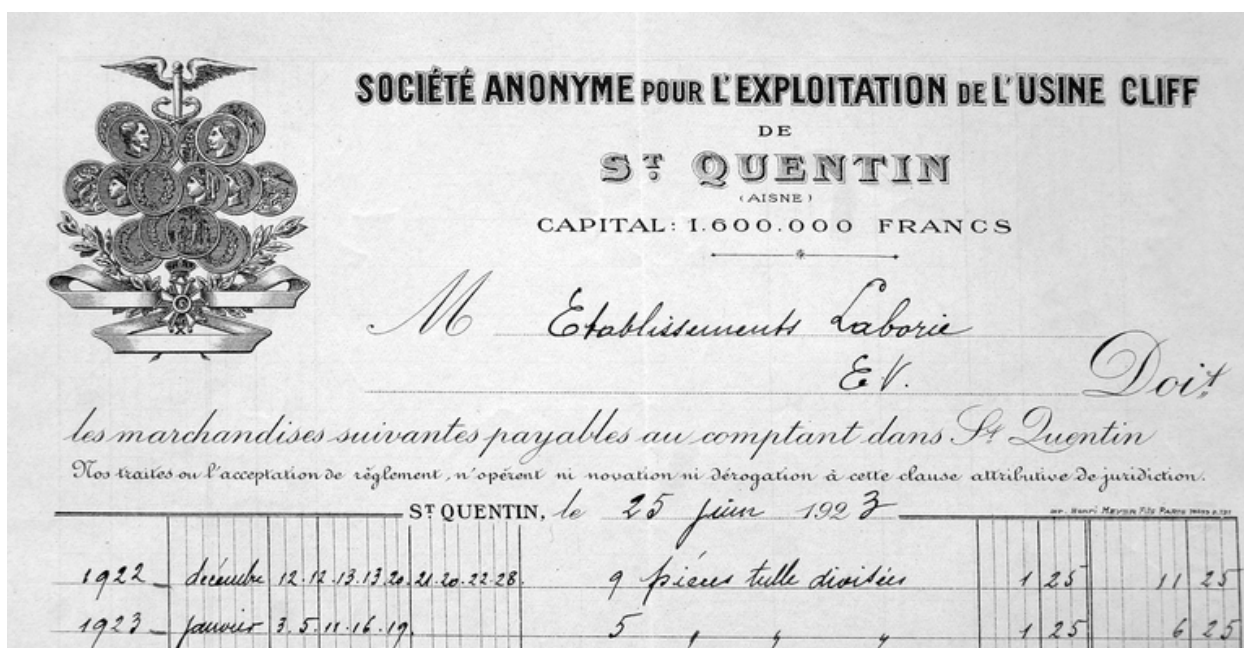 SOCIÉTÉ ANONYME POUR L'EXPLOITATION DE L'USINE CLIFF
DE
ST QUENTIN
(AISNE)
CAPITAL: 1.600.000 FRANCS
M Etablissements Laborie
E.V. Doit
les marchandises suivantes payables au comptant dans St Quentin
Nos traites ou l'acceptation de règlement, n'opèrent ni novation ni dérogation à cette clause attributive de juridiction.
ST QUENTIN, le 25 juin 1923
Henri MEYER Fils PARIS
1922 décembre 12.12.13.13.20.21.20.22.28. 9 pièces tulle divisées 1 25 11 25
1923 janvier 3.5.11.16.19. 5 " " " 1 25 6 25